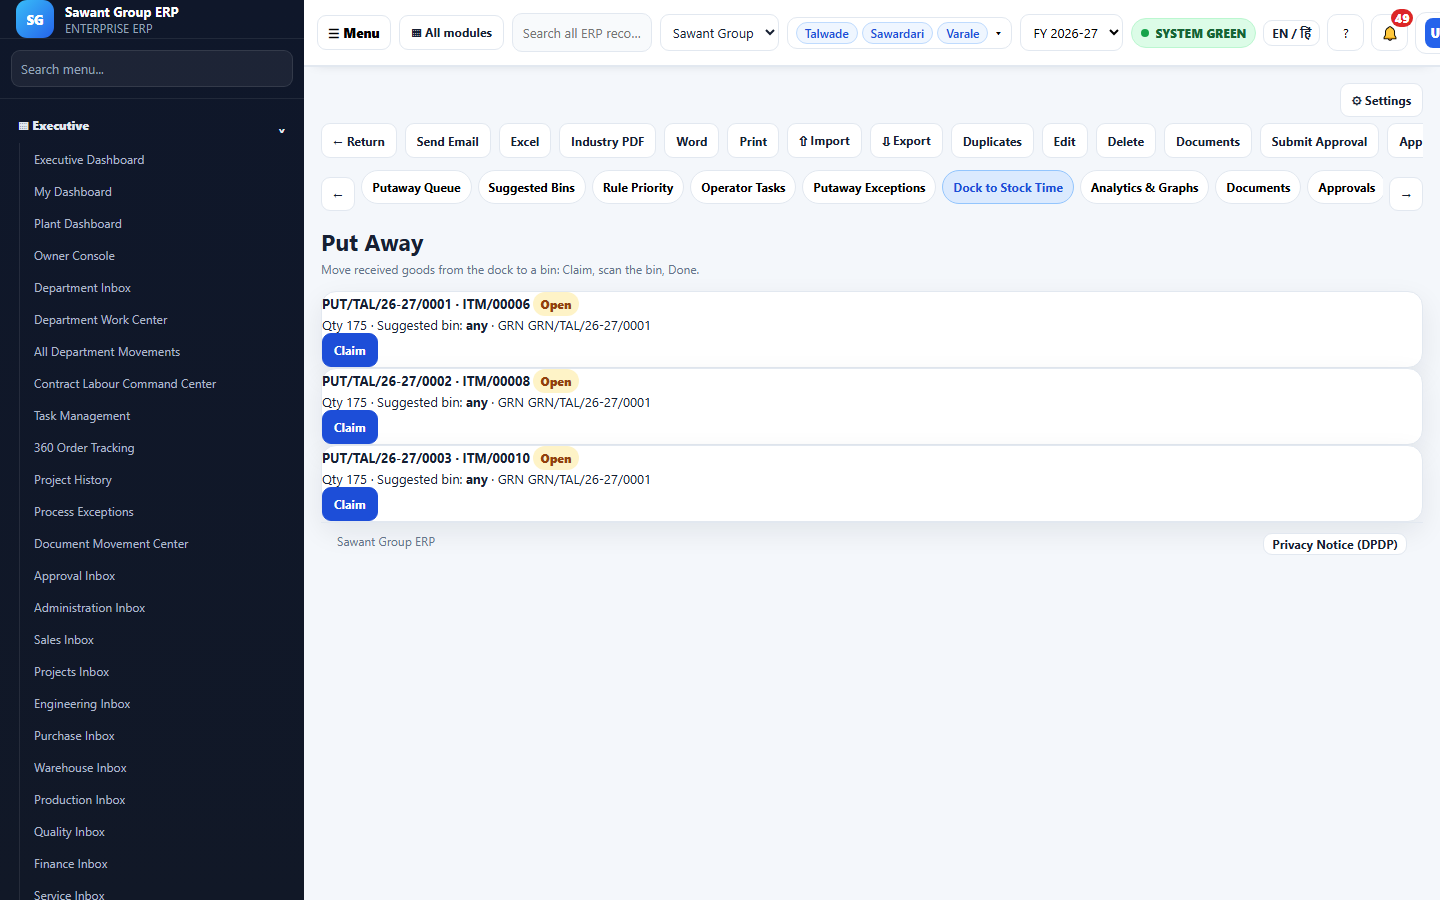 SG
Sawant Group ERP
ENTERPRISE ERP
Search menu...
Executive
Executive Dashboard
My Dashboard
Plant Dashboard
Owner Console
Department Inbox
Department Work Center
All Department Movements
Contract Labour Command Center
Task Management
360 Order Tracking
Project History
Process Exceptions
Document Movement Center
Approval Inbox
Administration Inbox
Sales Inbox
Projects Inbox
Engineering Inbox
Purchase Inbox
Warehouse Inbox
Production Inbox
Quality Inbox
Finance Inbox
Service Inbox
☰ Menu All modules Search all ERP reco... Sawant Group Talwade Sawardari Varale FY 2026-27 SYSTEM GREEN EN / हिं ? 49 U
⚙ Settings
← Return Send Email Excel Industry PDF Word Print ⇧ Import ⇩ Export Duplicates Edit Delete Documents Submit Approval App
← Putaway Queue Suggested Bins Rule Priority Operator Tasks Putaway Exceptions Dock to Stock Time Analytics & Graphs Documents Approvals →
Put Away
Move received goods from the dock to a bin: Claim, scan the bin, Done.
PUT/TAL/26-27/0001 · ITM/00006 Open
Qty 175 · Suggested bin: any · GRN GRN/TAL/26-27/0001
Claim
PUT/TAL/26-27/0002 · ITM/00008 Open
Qty 175 · Suggested bin: any · GRN GRN/TAL/26-27/0001
Claim
PUT/TAL/26-27/0003 · ITM/00010 Open
Qty 175 · Suggested bin: any · GRN GRN/TAL/26-27/0001
Claim
Sawant Group ERP
Privacy Notice (DPDP)